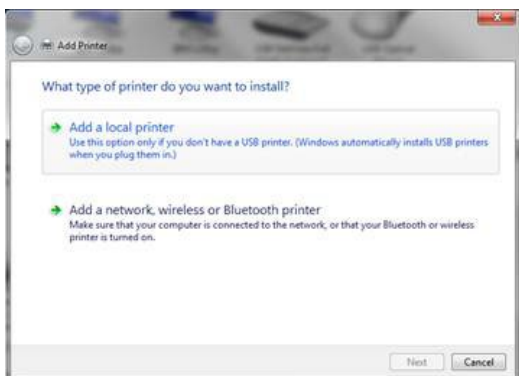 Add Printer
What type of printer do you want to install?
Add a local printer
Use this option only if you don't have a USB printer. (Windows automatically installs USB printers
when you plug them in.)
Add a network, wireless or Bluetooth printer
Make sure that your computer is connected to the network, or that your Bluetooth or wireless
printer is turned on.
Next
Cancel